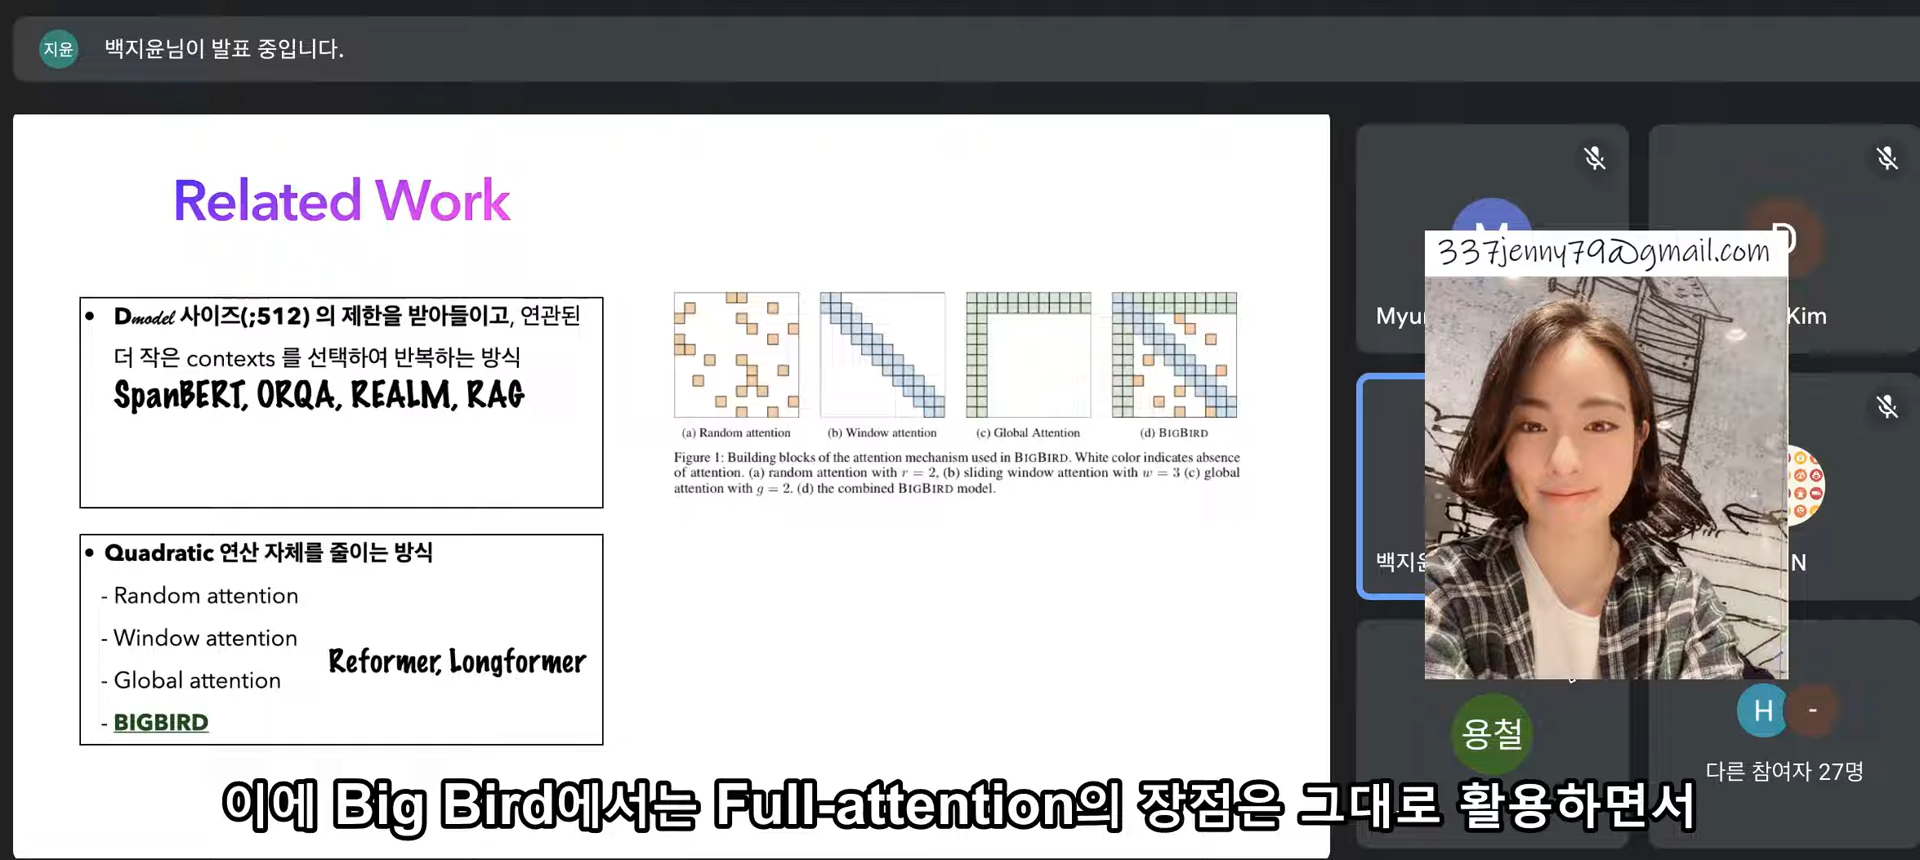 지윤 백지윤님이 발표 중입니다.
Related Work
• Dmodel 사이즈(;512) 의 제한을 받아들이고, 연관된
더 작은 contexts 를 선택하여 반복하는 방식
SpanBERT, ORQA, REALM, RAG
• Quadratic 연산 자체를 줄이는 방식
- Random attention
- Window attention
- Global attention
- BIGBIRD
Reformer, Longformer
(a) Random attention
(b) Window attention
(c) Global Attention
(d) BIGBIRD
Figure 1: Building blocks of the attention mechanism used in BIGBIRD. White color indicates absence
of attention. (a) random attention with r = 2, (b) sliding window attention with w = 3 (c) global
attention with g = 2. (d) the combined BIGBIRD model.
337jenny79@gmail.com
D
Kim
N
용철
H -
다른 참여자 27명
이에 Big Bird에서는 Full-attention의 장점은 그대로 활용하면서